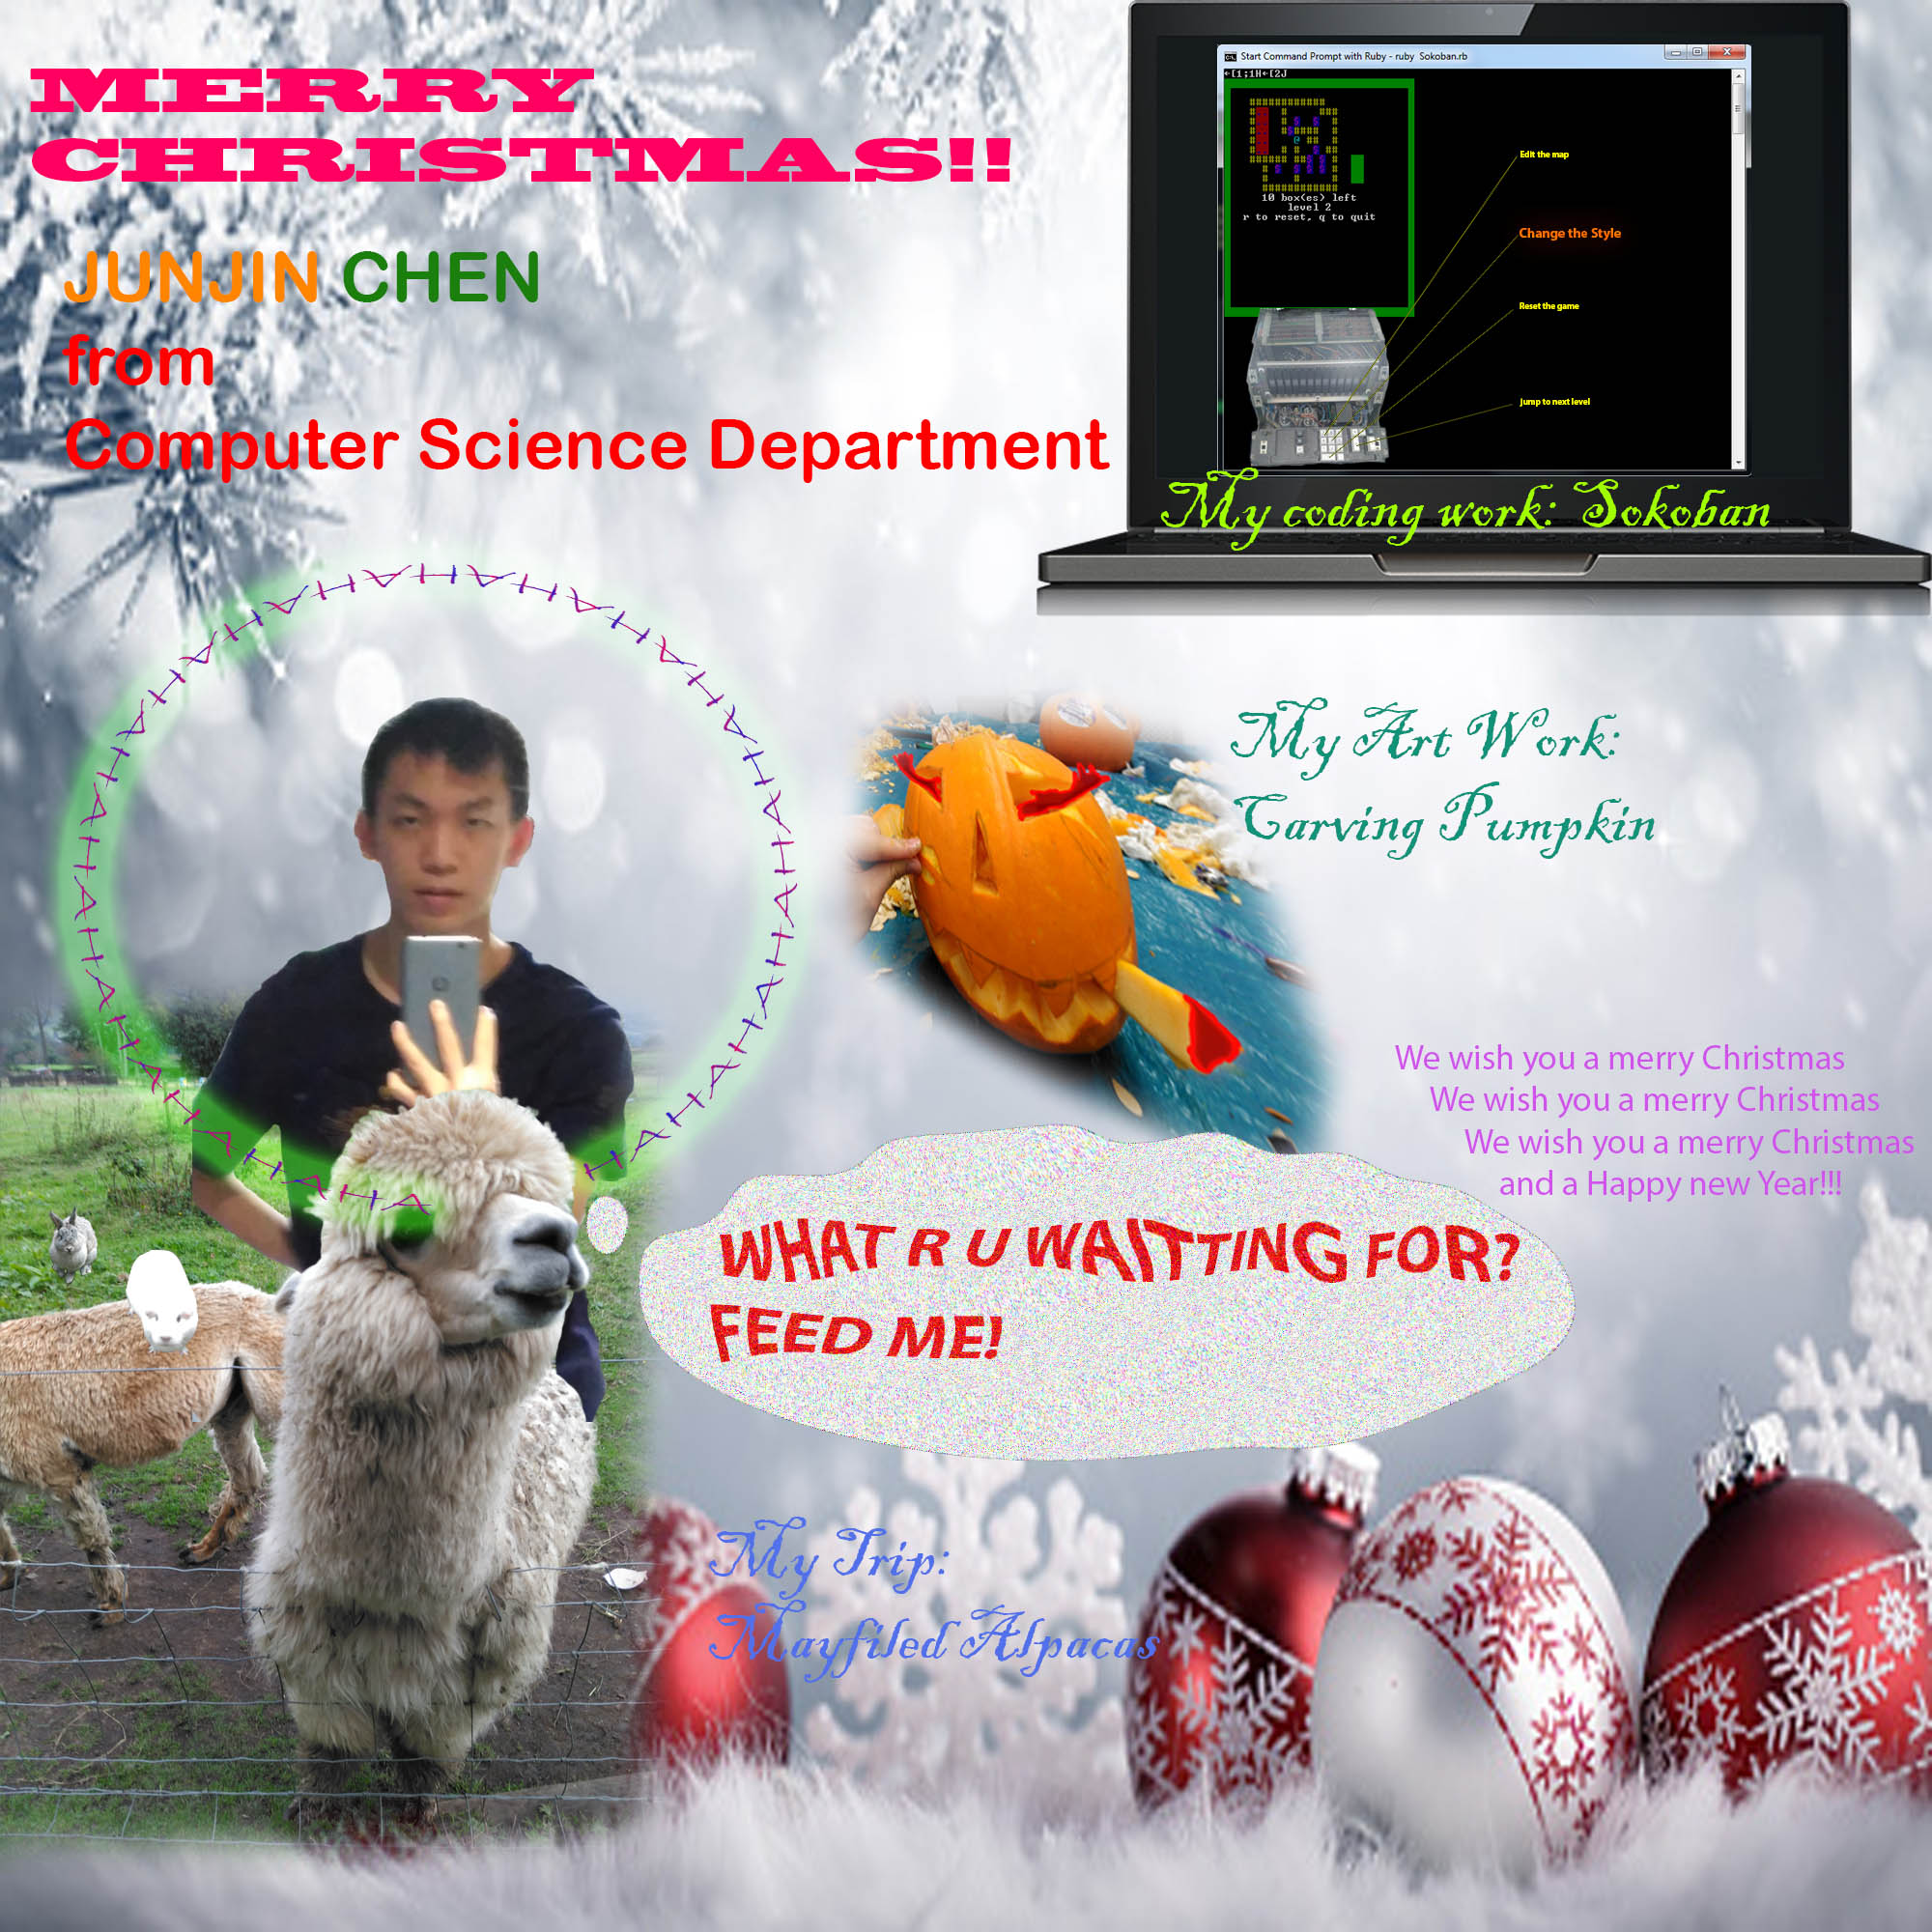 MERRY
CHRISTMAS!!
JUNJIN CHEN
from
Computer Science Department
Start Command Prompt with Ruby - ruby Sokoban.rb
←[1;1H←[2J
10 box(es) left
level 2
r to reset, q to quit
Edit the map
Change the Style
Reset the game
Jump to next level
My coding work: Sokoban
HAHAHAHAHAHAHAHAHAHAHAHAHAHAHAHAHAHAHAHAHAHAHAHAHAHAHA
My Art Work:
Carving Pumpkin
We wish you a merry Christmas
We wish you a merry Christmas
We wish you a merry Christmas
and a Happy new Year!!!
WHAT R U WAITTING FOR?
FEED ME!
My Trip:
Mayfiled Alpacas